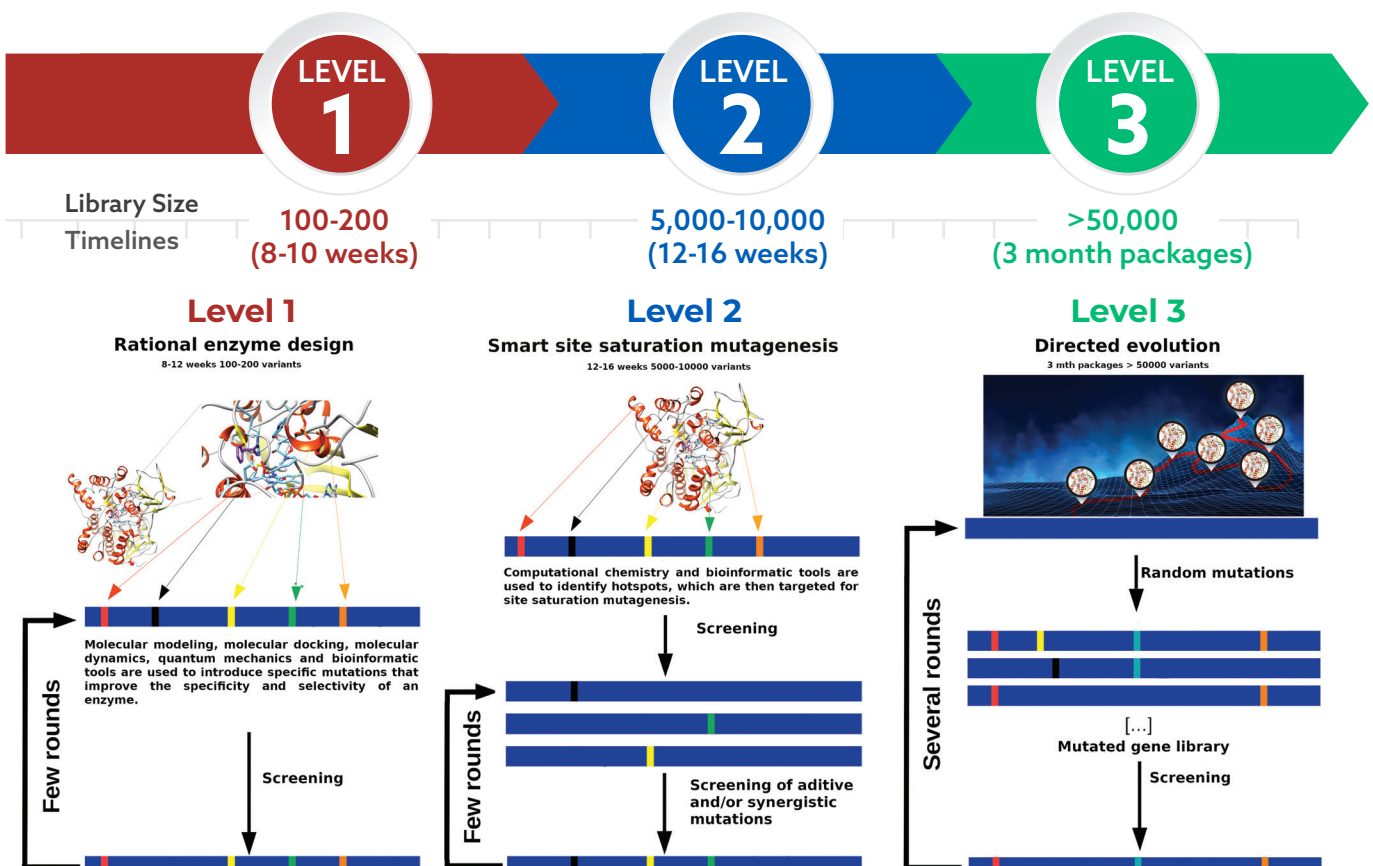 LEVEL
1
LEVEL
2
LEVEL
3
Library Size
Timelines
100-200
(8-10 weeks)
5,000-10,000
(12-16 weeks)
>50,000
(3 month packages)
Level 1
Rational enzyme design
8-12 weeks 100-200 variants
Molecular modeling, molecular docking, molecular
dynamics, quantum mechanics and bioinformatic
tools are used to introduce specific mutations that
improve the specificity and selectivity of an
enzyme.
Few rounds
Screening
Level 2
Smart site saturation mutagenesis
12-16 weeks 5000-10000 variants
Computational chemistry and bioinformatic tools are
used to identify hotspots, which are then targeted for
site saturation mutagenesis.
Screening
Few rounds
Screening of aditive
and/or synergistic
mutations
Level 3
Directed evolution
3 mth packages > 50000 variants
Random mutations
Several rounds
[...]
Mutated gene library
Screening